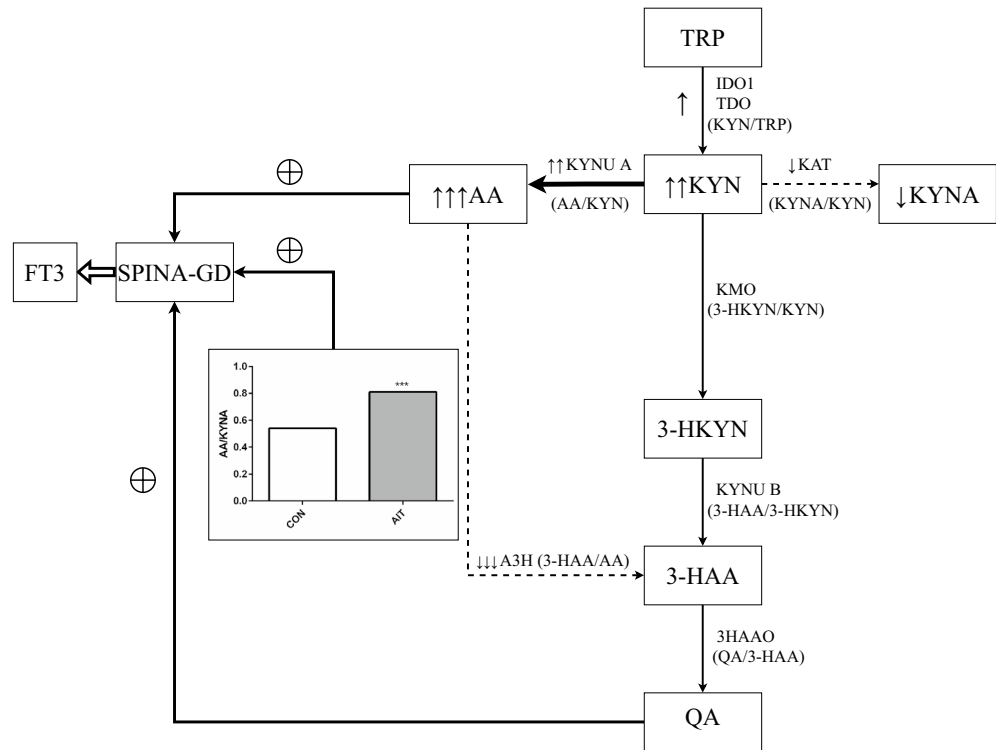 TRP
IDO1
TDO
↑
(KYN/TRP)
↑↑KYNU A
↓KAT
↑↑↑AA
↑↑KYN
↓KYNA
(AA/KYN)
(KYNA/KYN)
FT3
SPINA-GD
KMO
(3-HKYN/KYN)
1.0
0.8
0.6
0.4
0.2
0.0
AA/KYNA
***
CON
AIT
3-HKYN
KYNU B
(3-HAA/3-HKYN)
↓↓↓A3H (3-HAA/AA)
3-HAA
3HAAO
(QA/3-HAA)
QA